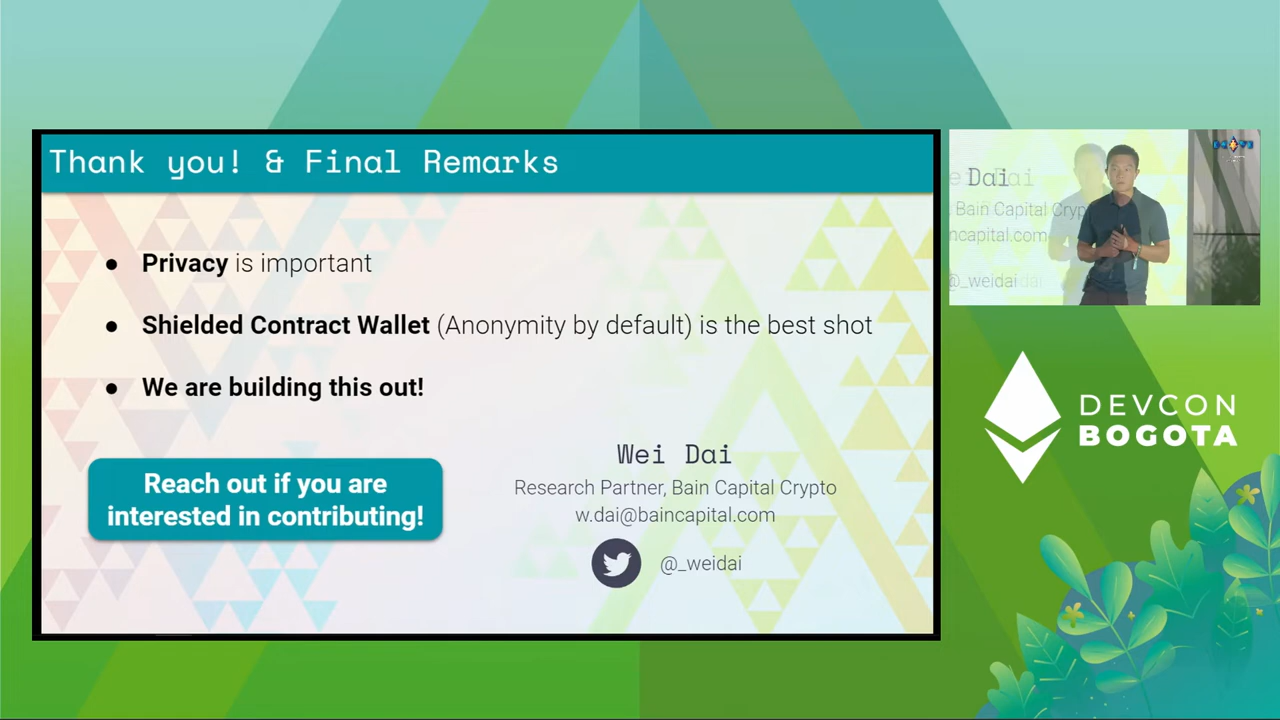 Thank you! & Final Remarks
● Privacy is important
● Shielded Contract Wallet (Anonymity by default) is the best shot
● We are building this out!
Reach out if you are
interested in contributing!
Wei Dai
Research Partner, Bain Capital Crypto
w.dai@baincapital.com
@_weidai
Dai
Bain Capital Cryp
ncapital.com
@_weidai
DEVCON
BOGOTA